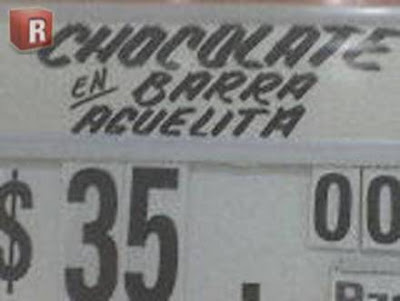 R
CHOCOLATE
EN BARRA
AGUELITA
$35.00